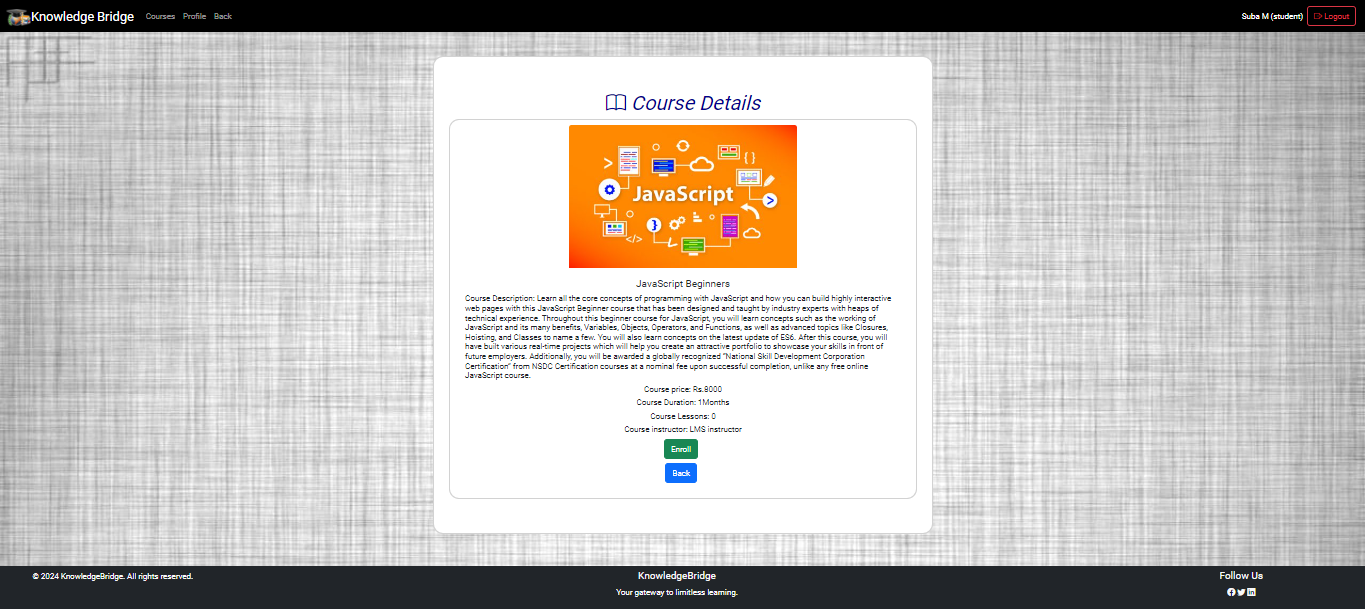 Knowledge Bridge Courses Profile Back Suba M (student) Logout
Course Details
JavaScript
JavaScript Beginners
Course Description: Learn all the core concepts of programming with JavaScript and how you can build highly interactive
web pages with this JavaScript Beginner course that has been designed and taught by industry experts with heaps of
technical experience. Throughout this beginner course for JavaScript, you will learn concepts such as the working of
JavaScript and its many benefits, Variables, Objects, Operators, and Functions, as well as advanced topics like Closures,
Hoisting, and Classes to name a few. You will also learn concepts on the latest update of ES6. After this course, you will
have built various real-time projects which will help you create an attractive portfolio to showcase your skills in front of
future employers. Additionally, you will be awarded a globally recognized “National Skill Development Corporation
Certification” from NSDC Certification courses at a nominal fee upon successful completion, unlike any free online
JavaScript course.
Course price: Rs.8000
Course Duration: 1Months
Course Lessons: 0
Course instructor: LMS instructor
Enroll
Back
© 2024 KnowledgeBridge. All rights reserved.
KnowledgeBridge
Your gateway to limitless learning.
Follow Us